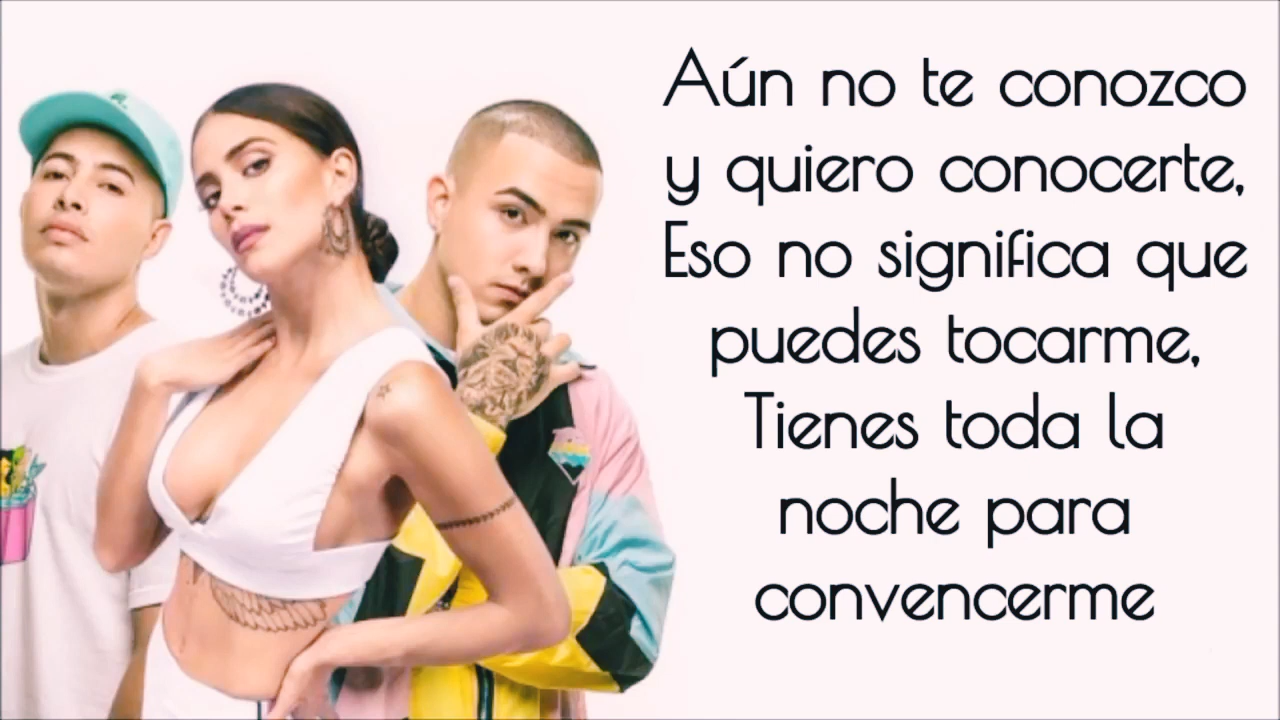 Aún no te conozco
y quiero conocerte,
Eso no significa que
puedes tocarme,
Tienes toda la
noche para
convencerme